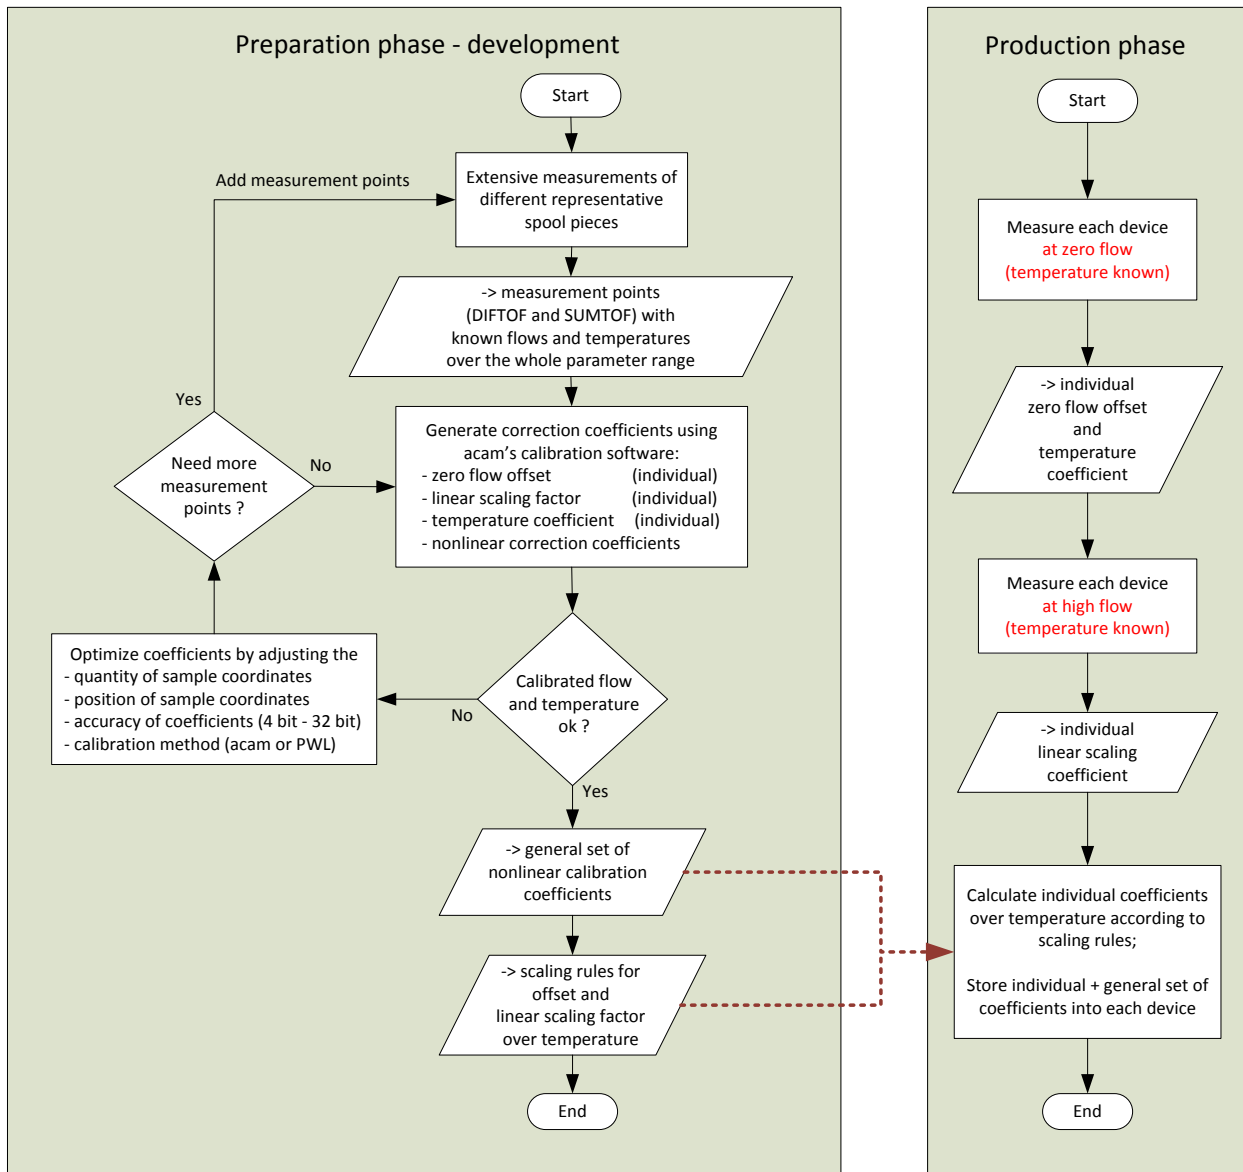 Preparation phase - development
Start
Add measurement points
Extensive measurements of
different representative
spool pieces
-> measurement points
(DIFTOF and SUMTOF) with
known flows and temperatures
over the whole parameter range
Yes
Need more
measurement
points ?
No
Generate correction coefficients using
acam's calibration software:
- zero flow offset (individual)
- linear scaling factor (individual)
- temperature coefficient (individual)
- nonlinear correction coefficients
Optimize coefficients by adjusting the
- quantity of sample coordinates
- position of sample coordinates
- accuracy of coefficients (4 bit - 32 bit)
- calibration method (acam or PWL)
No
Calibrated flow
and temperature
ok ?
Yes
-> general set of
nonlinear calibration
coefficients
-> scaling rules for
offset and
linear scaling factor
over temperature
End
Production phase
Start
Measure each device
at zero flow
(temperature known)
-> individual
zero flow offset
and
temperature
coefficient
Measure each device
at high flow
(temperature known)
-> individual
linear scaling
coefficient
Calculate individual coefficients
over temperature according to
scaling rules;
Store individual + general set of
coefficients into each device
End